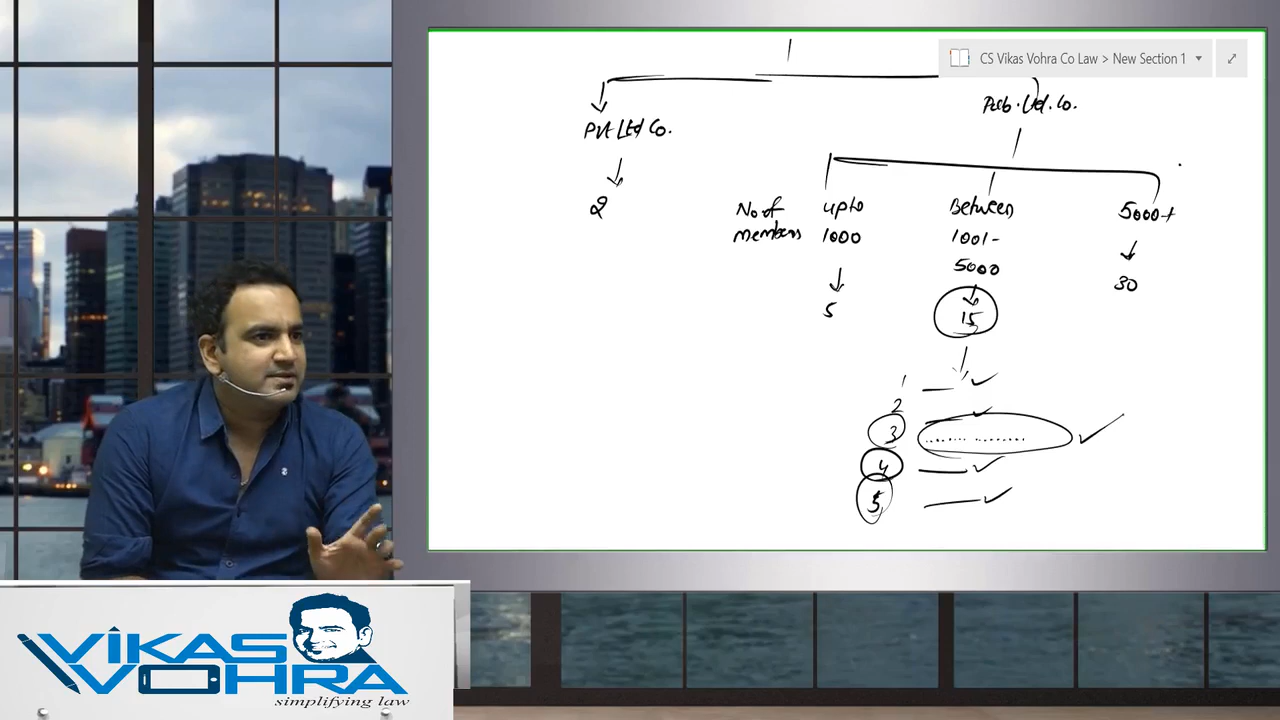 CS Vikas Vohra Co Law > New Section 1
Pvt Ltd Co.
Pub. Ltd. Co.
2
No of
members
upto
1000
5
Between
1001-
5000
15
5000+
30
1
2
3
4
5
VIKAS
VOHRA
simplifying law